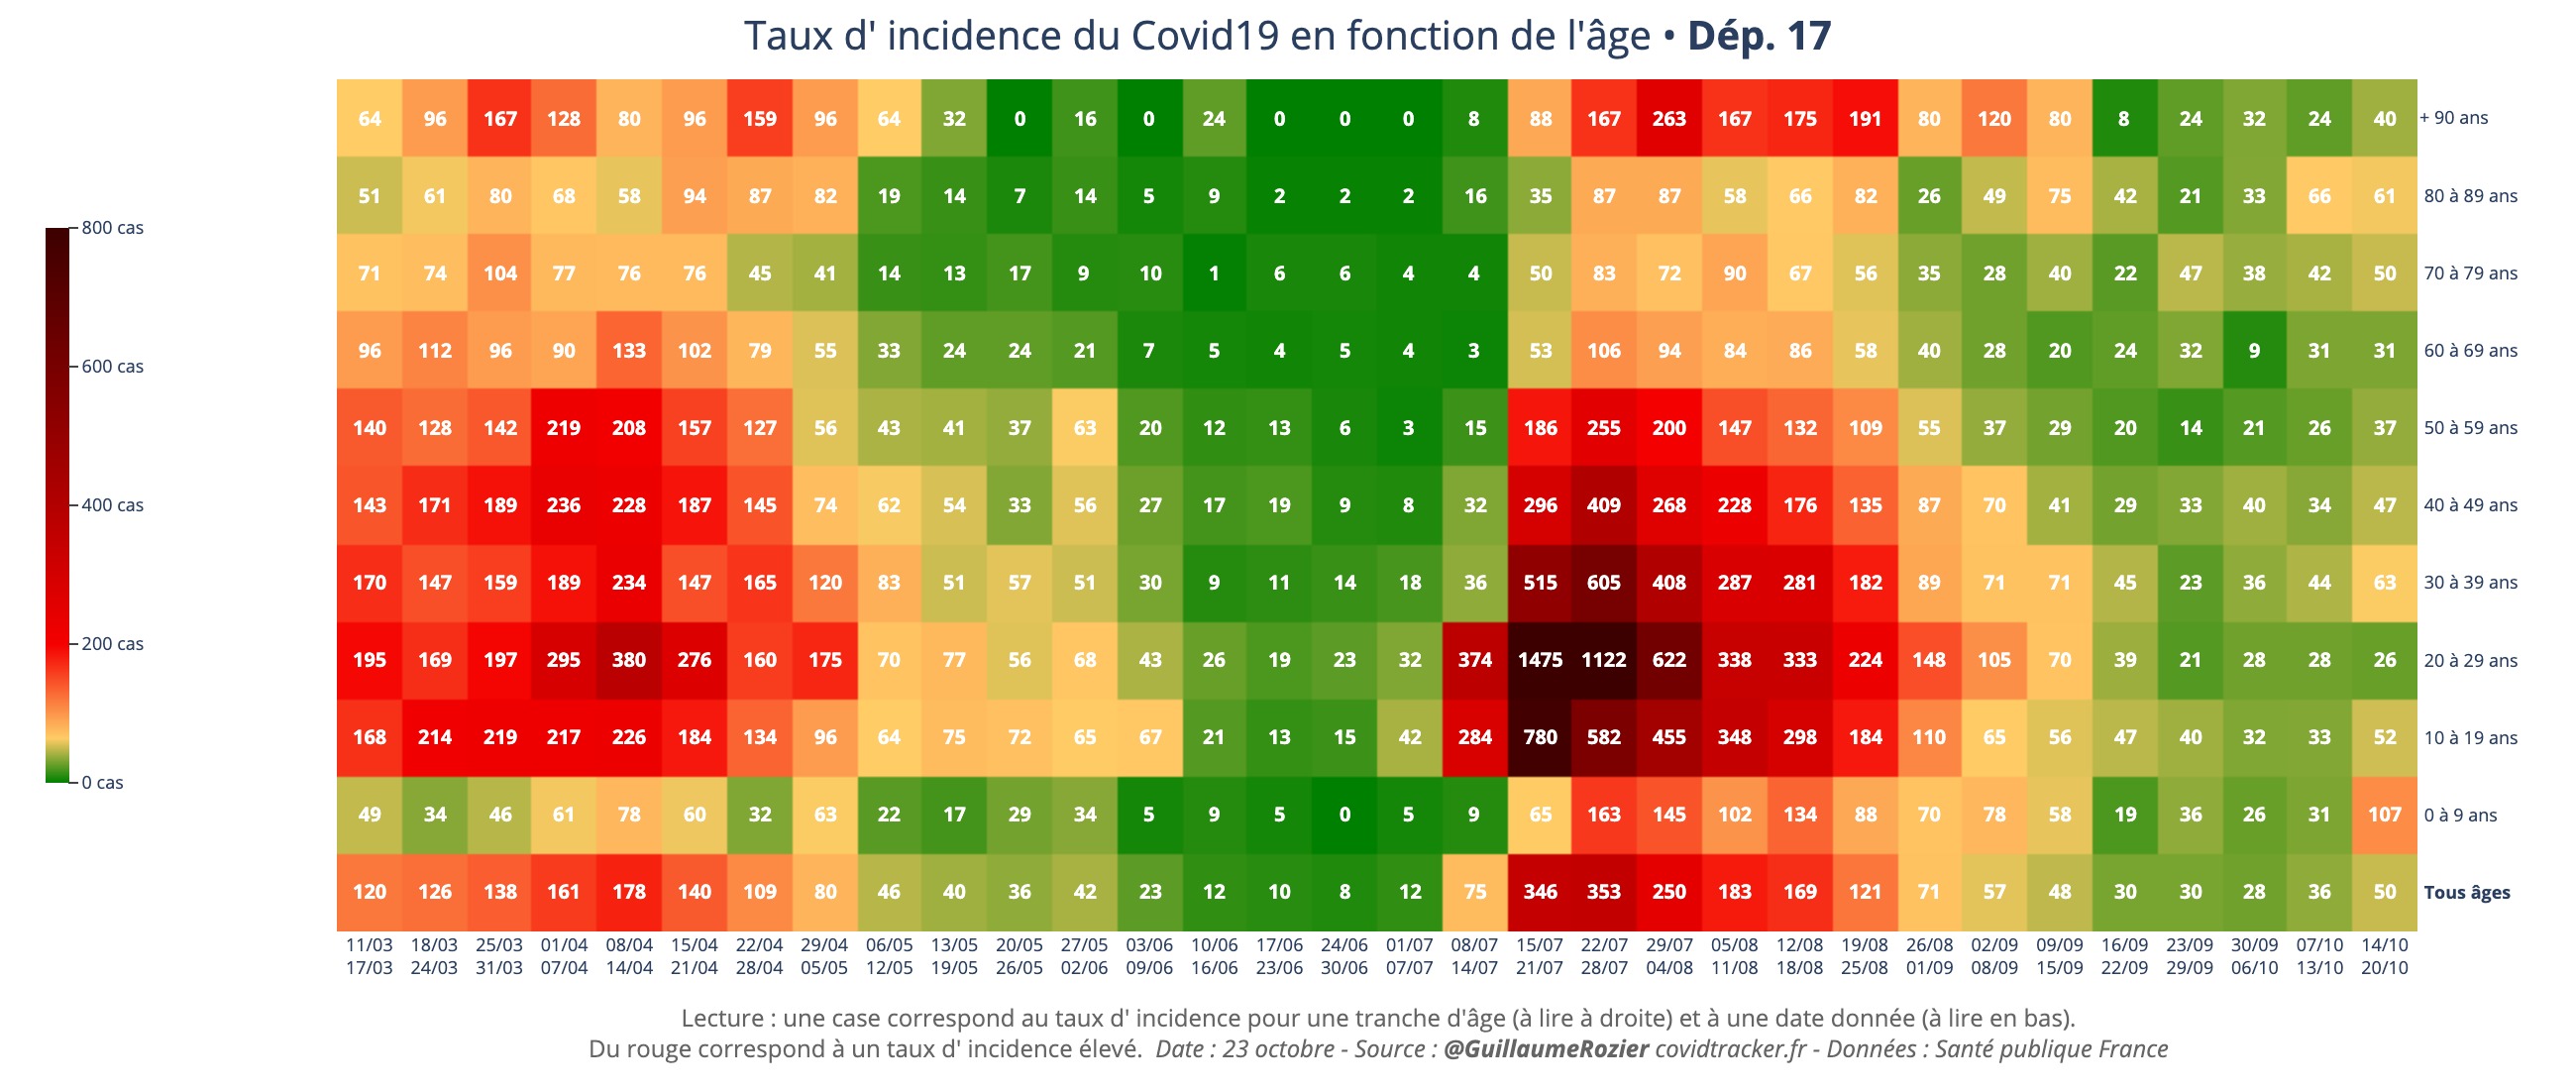 Taux d' incidence du Covid19 en fonction de l'âge • Dép. 17
800 cas
600 cas
400 cas
200 cas
0 cas
64 96 167 128 80 96 159 96 64 32 0 16 0 24 0 0 0 8 88 167 263 167 175 191 80 120 80 8 24 32 24 40 + 90 ans
51 61 80 68 58 94 87 82 19 14 7 14 5 9 2 2 2 16 35 87 87 58 66 82 26 49 75 42 21 33 66 61 80 à 89 ans
71 74 104 77 76 76 45 41 14 13 17 9 10 1 6 6 4 4 50 83 72 90 67 56 35 28 40 22 47 38 42 50 70 à 79 ans
96 112 96 90 133 102 79 55 33 24 24 21 7 5 4 5 4 3 53 106 94 84 86 58 40 28 20 24 32 9 31 31 60 à 69 ans
140 128 142 219 208 157 127 56 43 41 37 63 20 12 13 6 3 15 186 255 200 147 132 109 55 37 29 20 14 21 26 37 50 à 59 ans
143 171 189 236 228 187 145 74 62 54 33 56 27 17 19 9 8 32 296 409 268 228 176 135 87 70 41 29 33 40 34 47 40 à 49 ans
170 147 159 189 234 147 165 120 83 51 57 51 30 9 11 14 18 36 515 605 408 287 281 182 89 71 71 45 23 36 44 63 30 à 39 ans
195 169 197 295 380 276 160 175 70 77 56 68 43 26 19 23 32 374 1475 1122 622 338 333 224 148 105 70 39 21 28 28 26 20 à 29 ans
168 214 219 217 226 184 134 96 64 75 72 65 67 21 13 15 42 284 780 582 455 348 298 184 110 65 56 47 40 32 33 52 10 à 19 ans
49 34 46 61 78 60 32 63 22 17 29 34 5 9 5 0 5 9 65 163 145 102 134 88 70 78 58 19 36 26 31 107 0 à 9 ans
120 126 138 161 178 140 109 80 46 40 36 42 23 12 10 8 12 75 346 353 250 183 169 121 71 57 48 30 30 28 36 50 Tous âges
11/03 18/03 25/03 01/04 08/04 15/04 22/04 29/04 06/05 13/05 20/05 27/05 03/06 10/06 17/06 24/06 01/07 08/07 15/07 22/07 29/07 05/08 12/08 19/08 26/08 02/09 09/09 16/09 23/09 30/09 07/10 14/10
17/03 24/03 31/03 07/04 14/04 21/04 28/04 05/05 12/05 19/05 26/05 02/06 09/06 16/06 23/06 30/06 07/07 14/07 21/07 28/07 04/08 11/08 18/08 25/08 01/09 08/09 15/09 22/09 29/09 06/10 13/10 20/10
Lecture : une case correspond au taux d' incidence pour une tranche d'âge (à lire à droite) et à une date donnée (à lire en bas).
Du rouge correspond à un taux d' incidence élevé. Date : 23 octobre - Source : @GuillaumeRozier covidtracker.fr - Données : Santé publique France